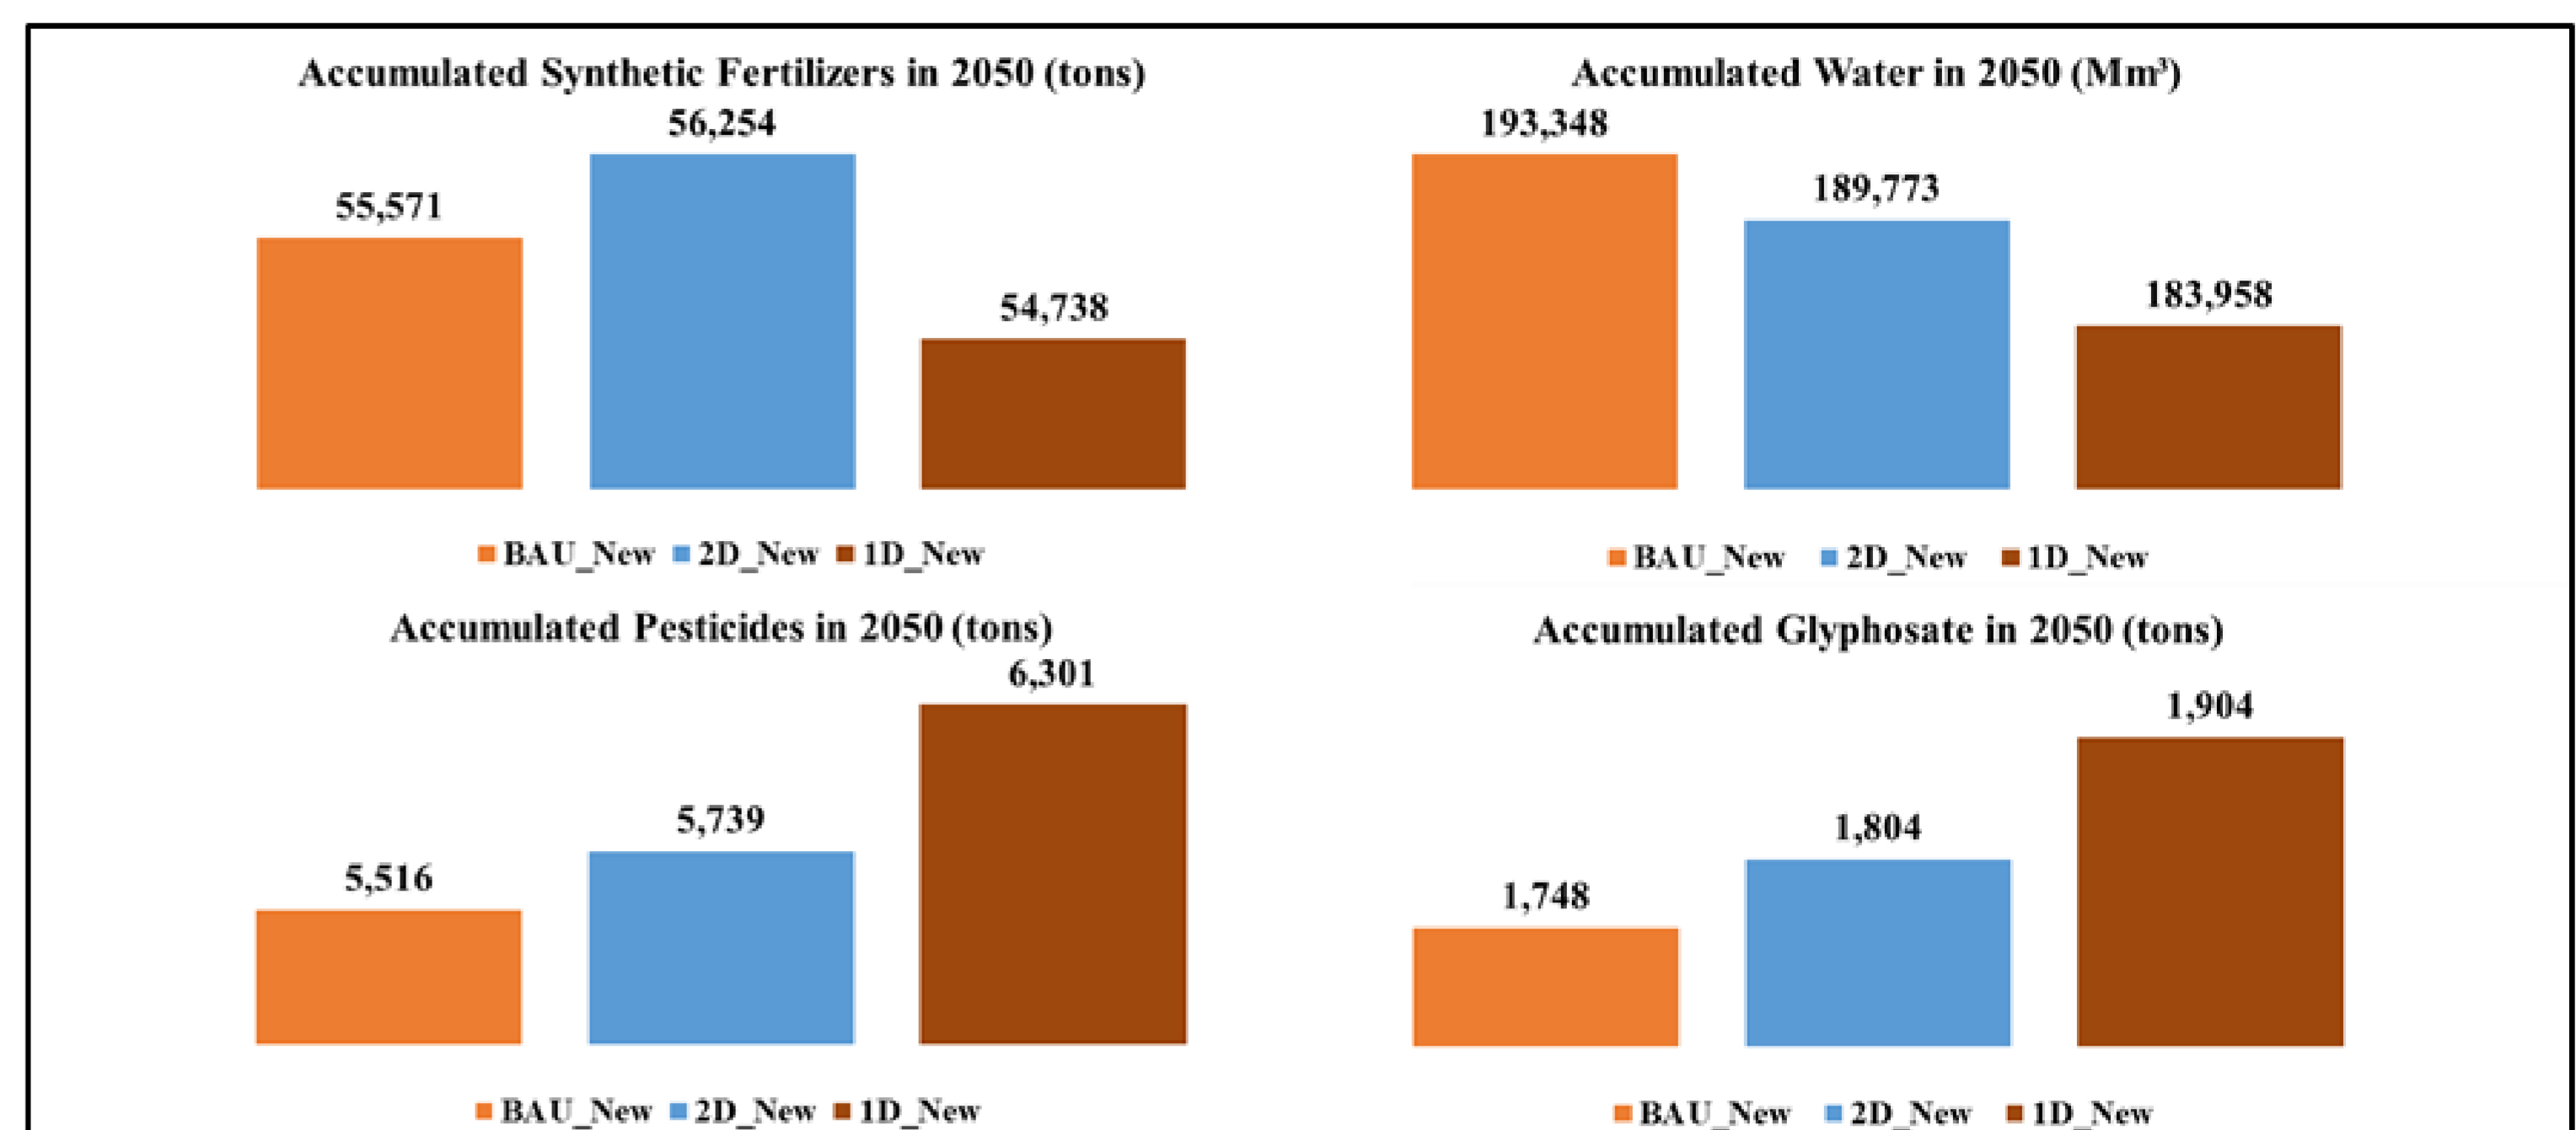 Accumulated Synthetic Fertilizers in 2050 (tons)
56,254
55,571
54,738
BAU_New 2D_New 1D_New
Accumulated Water in 2050 (Mm³)
193,348
189,773
183,958
BAU_New 2D_New 1D_New
Accumulated Pesticides in 2050 (tons)
6,301
5,739
5,516
BAU_New 2D_New 1D_New
Accumulated Glyphosate in 2050 (tons)
1,904
1,804
1,748
BAU_New 2D_New 1D_New